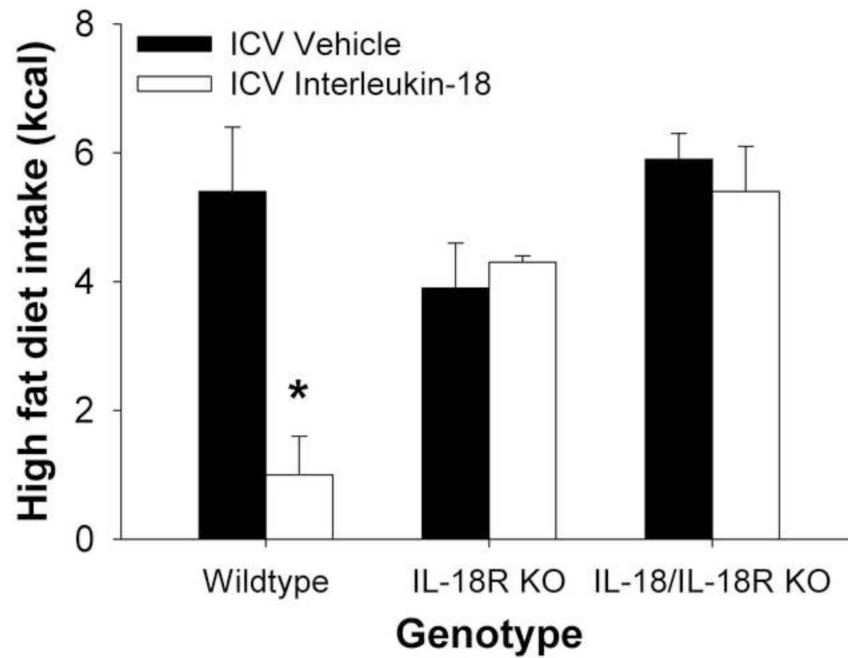 8
ICV Vehicle
ICV Interleukin-18
6
4
*
2
0
High fat diet intake (kcal)
Wildtype
IL-18R KO
IL-18/IL-18R KO
Genotype